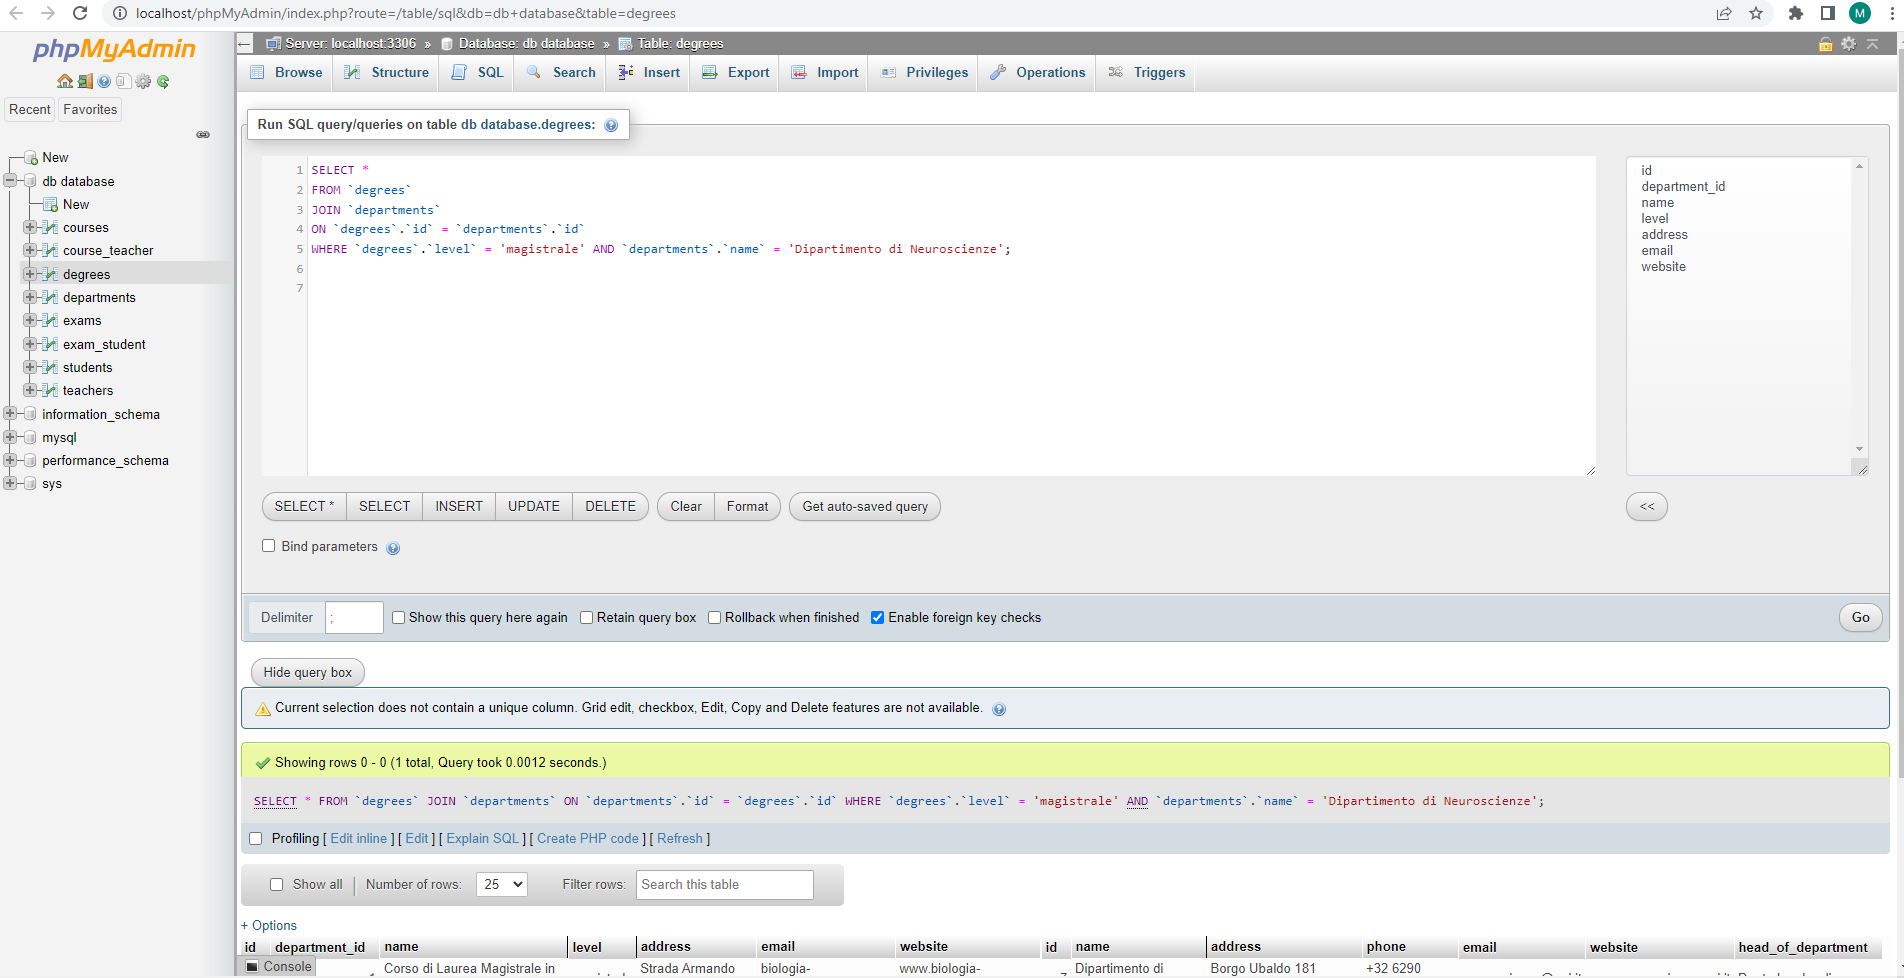 localhost/phpMyAdmin/index.php?route=/table/sql&db=db+database&table=degrees
M
phpMyAdmin
Recent Favorites
New
db database
New
courses
course_teacher
degrees
departments
exams
exam_student
students
teachers
information_schema
mysql
performance_schema
sys
Server: localhost:3306 » Database: db database » Table: degrees
Browse Structure SQL Search Insert Export Import Privileges Operations Triggers
Run SQL query/queries on table db database.degrees:
1 SELECT *
2 FROM `degrees`
3 JOIN `departments`
4 ON `degrees`.`id` = `departments`.`id`
5 WHERE `degrees`.`level` = 'magistrale' AND `departments`.`name` = 'Dipartimento di Neuroscienze';
6
7
id
department_id
name
level
address
email
website
SELECT * SELECT INSERT UPDATE DELETE Clear Format Get auto-saved query <<
Bind parameters
Delimiter ; Show this query here again Retain query box Rollback when finished Enable foreign key checks Go
Hide query box
Current selection does not contain a unique column. Grid edit, checkbox, Edit, Copy and Delete features are not available.
Showing rows 0 - 0 (1 total, Query took 0.0012 seconds.)
SELECT * FROM `degrees` JOIN `departments` ON `departments`.`id` = `degrees`.`id` WHERE `degrees`.`level` = 'magistrale' AND `departments`.`name` = 'Dipartimento di Neuroscienze';
Profiling [ Edit inline ] [ Edit ] [ Explain SQL ] [ Create PHP code ] [ Refresh ]
Show all Number of rows: 25 Filter rows: Search this table
+ Options
id department_id name level address email website id name address phone email website head_of_department
Console Corso di Laurea Magistrale in Strada Armando biologia- www.biologia- Dipartimento di Borgo Ubaldo 181 +32 6290